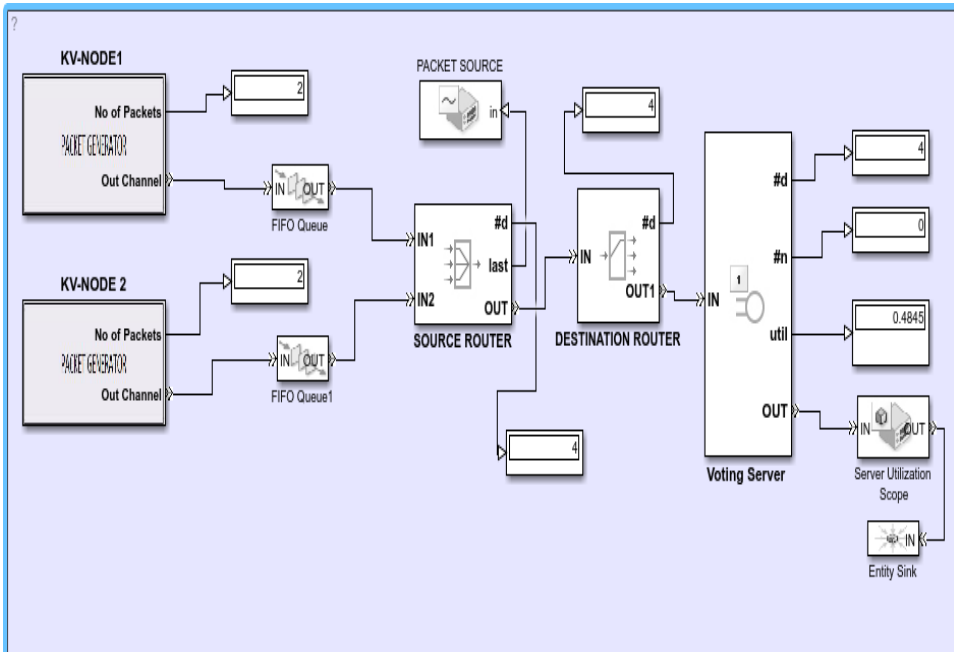 ?
KV-NODE1
No of Packets
PACKET GENERATOR
Out Channel
2
IN OUT
FIFO Queue
KV-NODE 2
No of Packets
PACKET GENERATOR
Out Channel
2
IN OUT
FIFO Queue1
PACKET SOURCE
in
IN1
IN2
#d
last
OUT
SOURCE ROUTER
4
4
IN
#d
OUT1
DESTINATION ROUTER
IN
#d
#n
util
OUT
1
Voting Server
4
0
0.4845
IN OUT
Server Utilization
Scope
IN
Entity Sink